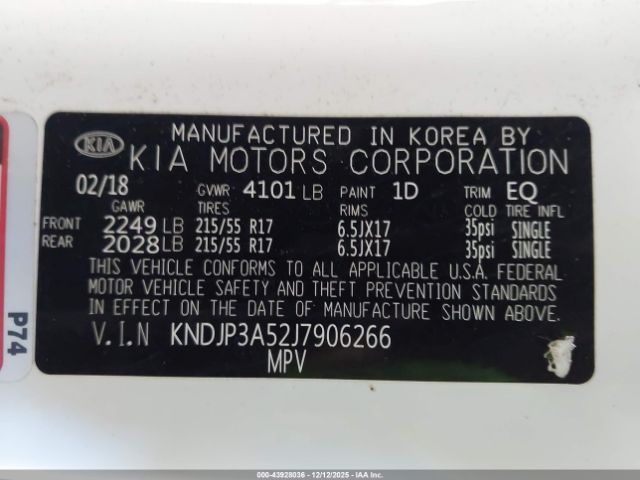 MANUFACTURED IN KOREA BY
KIA KIA MOTORS CORPORATION
02/18 GVWR 4101 LB PAINT 1D TRIM EQ
GAWR TIRES RIMS COLD TIRE INFL
FRONT 2249 LB 215/55 R17 6.5JX17 35psi SINGLE
REAR 2028 LB 215/55 R17 6.5JX17 35psi SINGLE
THIS VEHICLE CONFORMS TO ALL APPLICABLE U.S.A. FEDERAL
MOTOR VEHICLE SAFETY AND THEFT PREVENTION STANDARDS
IN EFFECT ON THE DATE OF MANUFACTURE SHOWN ABOVE.
V.I.N KNDJP3A52J7906266
MPV
P74
000-43928036 - 12/12/2025 - ©IAA Holdings, LLC